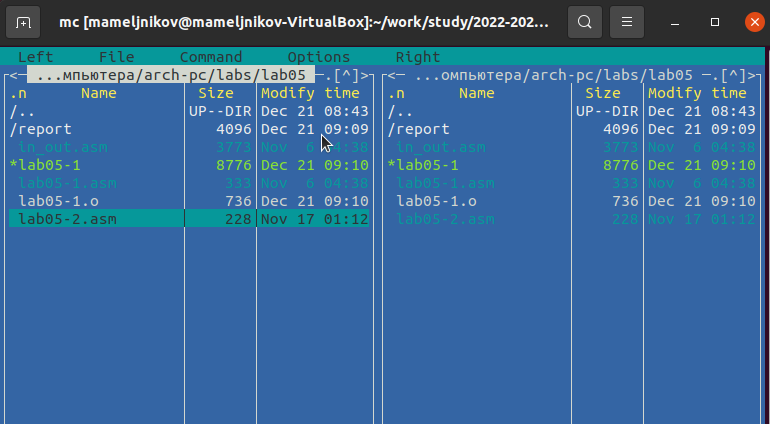 mc [mameljnikov@mameljnikov-VirtualBox]:~/work/study/2022-202...
Left File Command Options Right
<─ ...мпьютера/arch-pc/labs/lab05 ─.[^]>
.n Name Size Modify time
/.. UP--DIR Dec 21 08:43
/report 4096 Dec 21 09:09
in_out.asm 3773 Nov 6 04:38
*lab05-1 8776 Dec 21 09:10
lab05-1.asm 333 Nov 6 04:38
lab05-1.o 736 Dec 21 09:10
lab05-2.asm 228 Nov 17 01:12
<─ ...омпьютера/arch-pc/labs/lab05 ─.[^]>
.n Name Size Modify time
/.. UP--DIR Dec 21 08:43
/report 4096 Dec 21 09:09
in_out.asm 3773 Nov 6 04:38
*lab05-1 8776 Dec 21 09:10
lab05-1.asm 333 Nov 6 04:38
lab05-1.o 736 Dec 21 09:10
lab05-2.asm 228 Nov 17 01:12